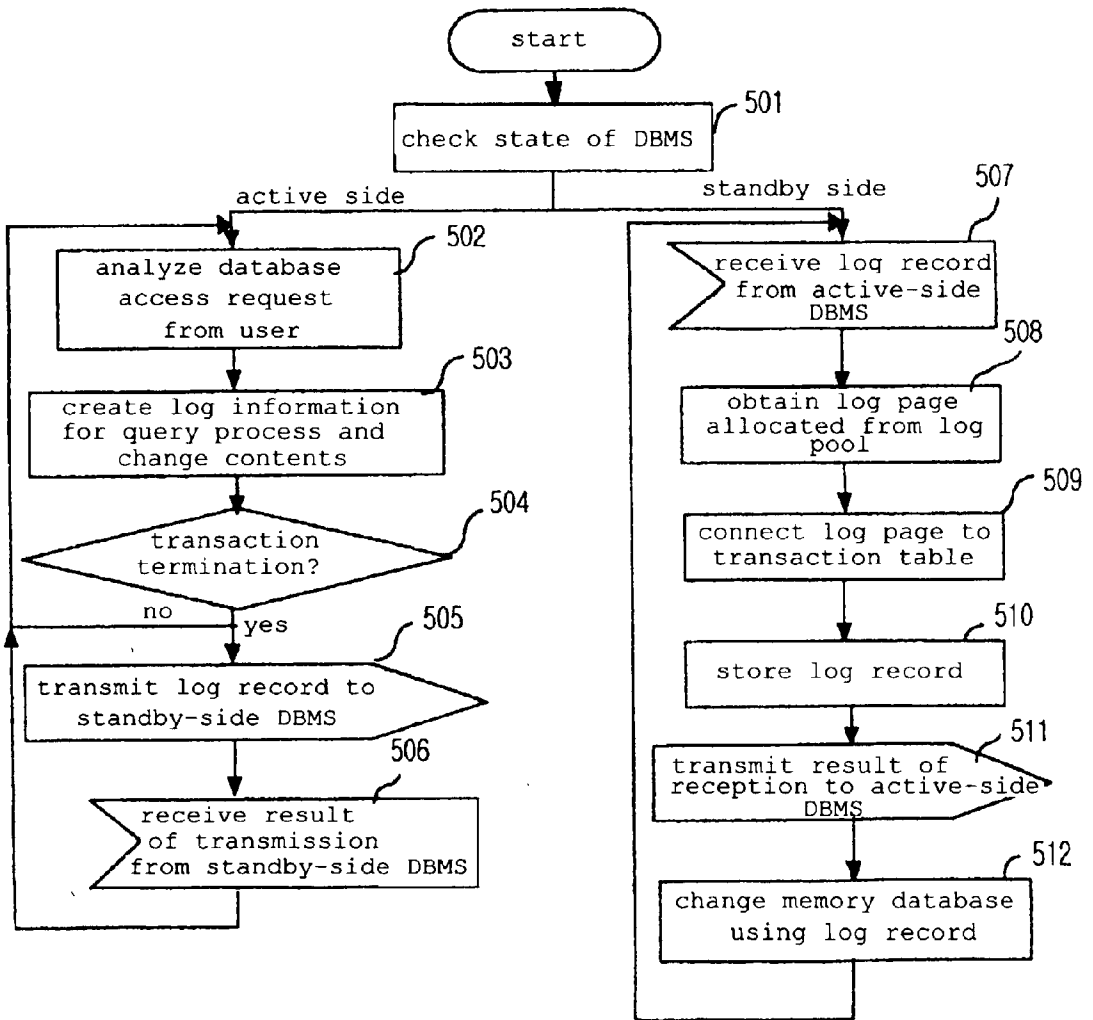 start
501
check state of DBMS
active side
standby side
502
analyze database
access request
from user
503
create log information
for query process and
change contents
504
transaction
termination?
no
yes
505
transmit log record to
standby-side DBMS
506
receive result
of transmission
from standby-side DBMS
507
receive log record
from active-side
DBMS
508
obtain log page
allocated from log
pool
509
connect log page to
transaction table
510
store log record
511
transmit result of
reception to active-side
DBMS
512
change memory database
using log record